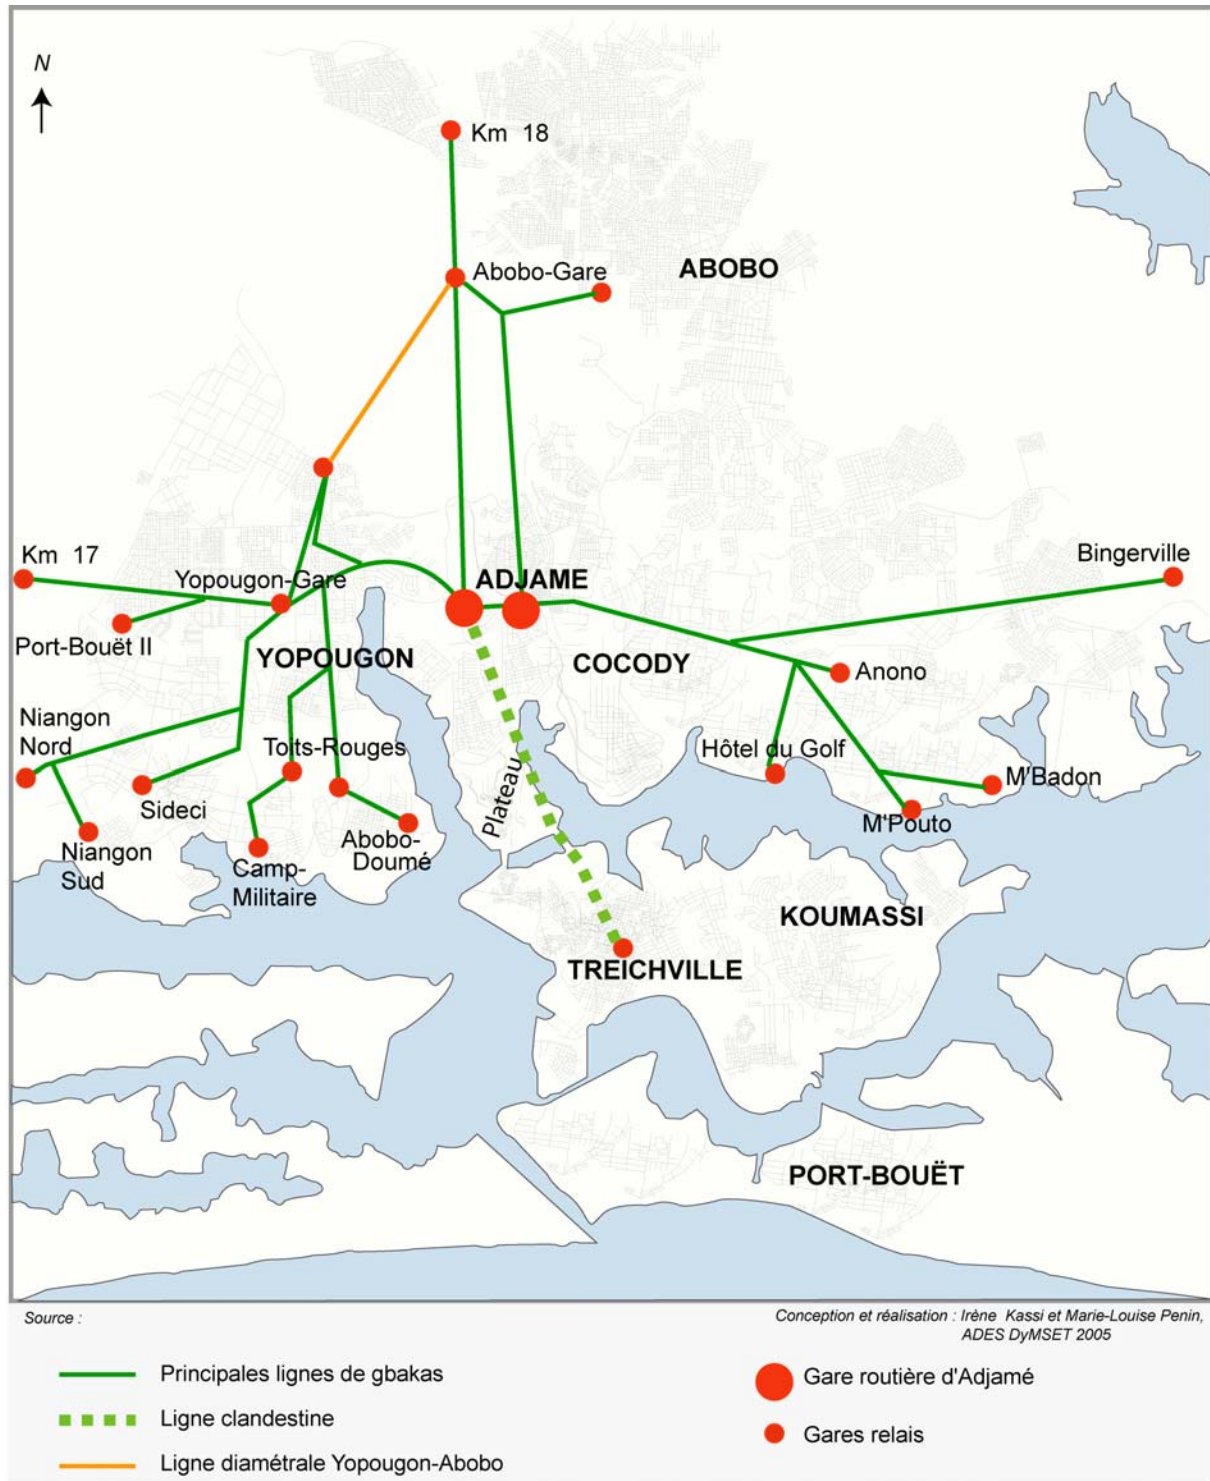 N
Km 18
Abobo-Gare
ABOBO
Km 17
Yopougon-Gare
ADJAME
Bingerville
Port-Bouët II
YOPOUGON
COCODY
Anono
Niangon
Nord
Toits-Rouges
Hôtel du Golf
M'Badon
Sideci
Plateau
M'Pouto
Niangon
Sud
Camp-
Militaire
Abobo-
Doumé
KOUMASSI
TREICHVILLE
PORT-BOUËT
Source :
Conception et réalisation : Irène Kassi et Marie-Louise Penin,
ADES DyMSET 2005
Principales lignes de gbakas
Ligne clandestine
Ligne diamétrale Yopougon-Abobo
Gare routière d'Adjamé
Gares relais